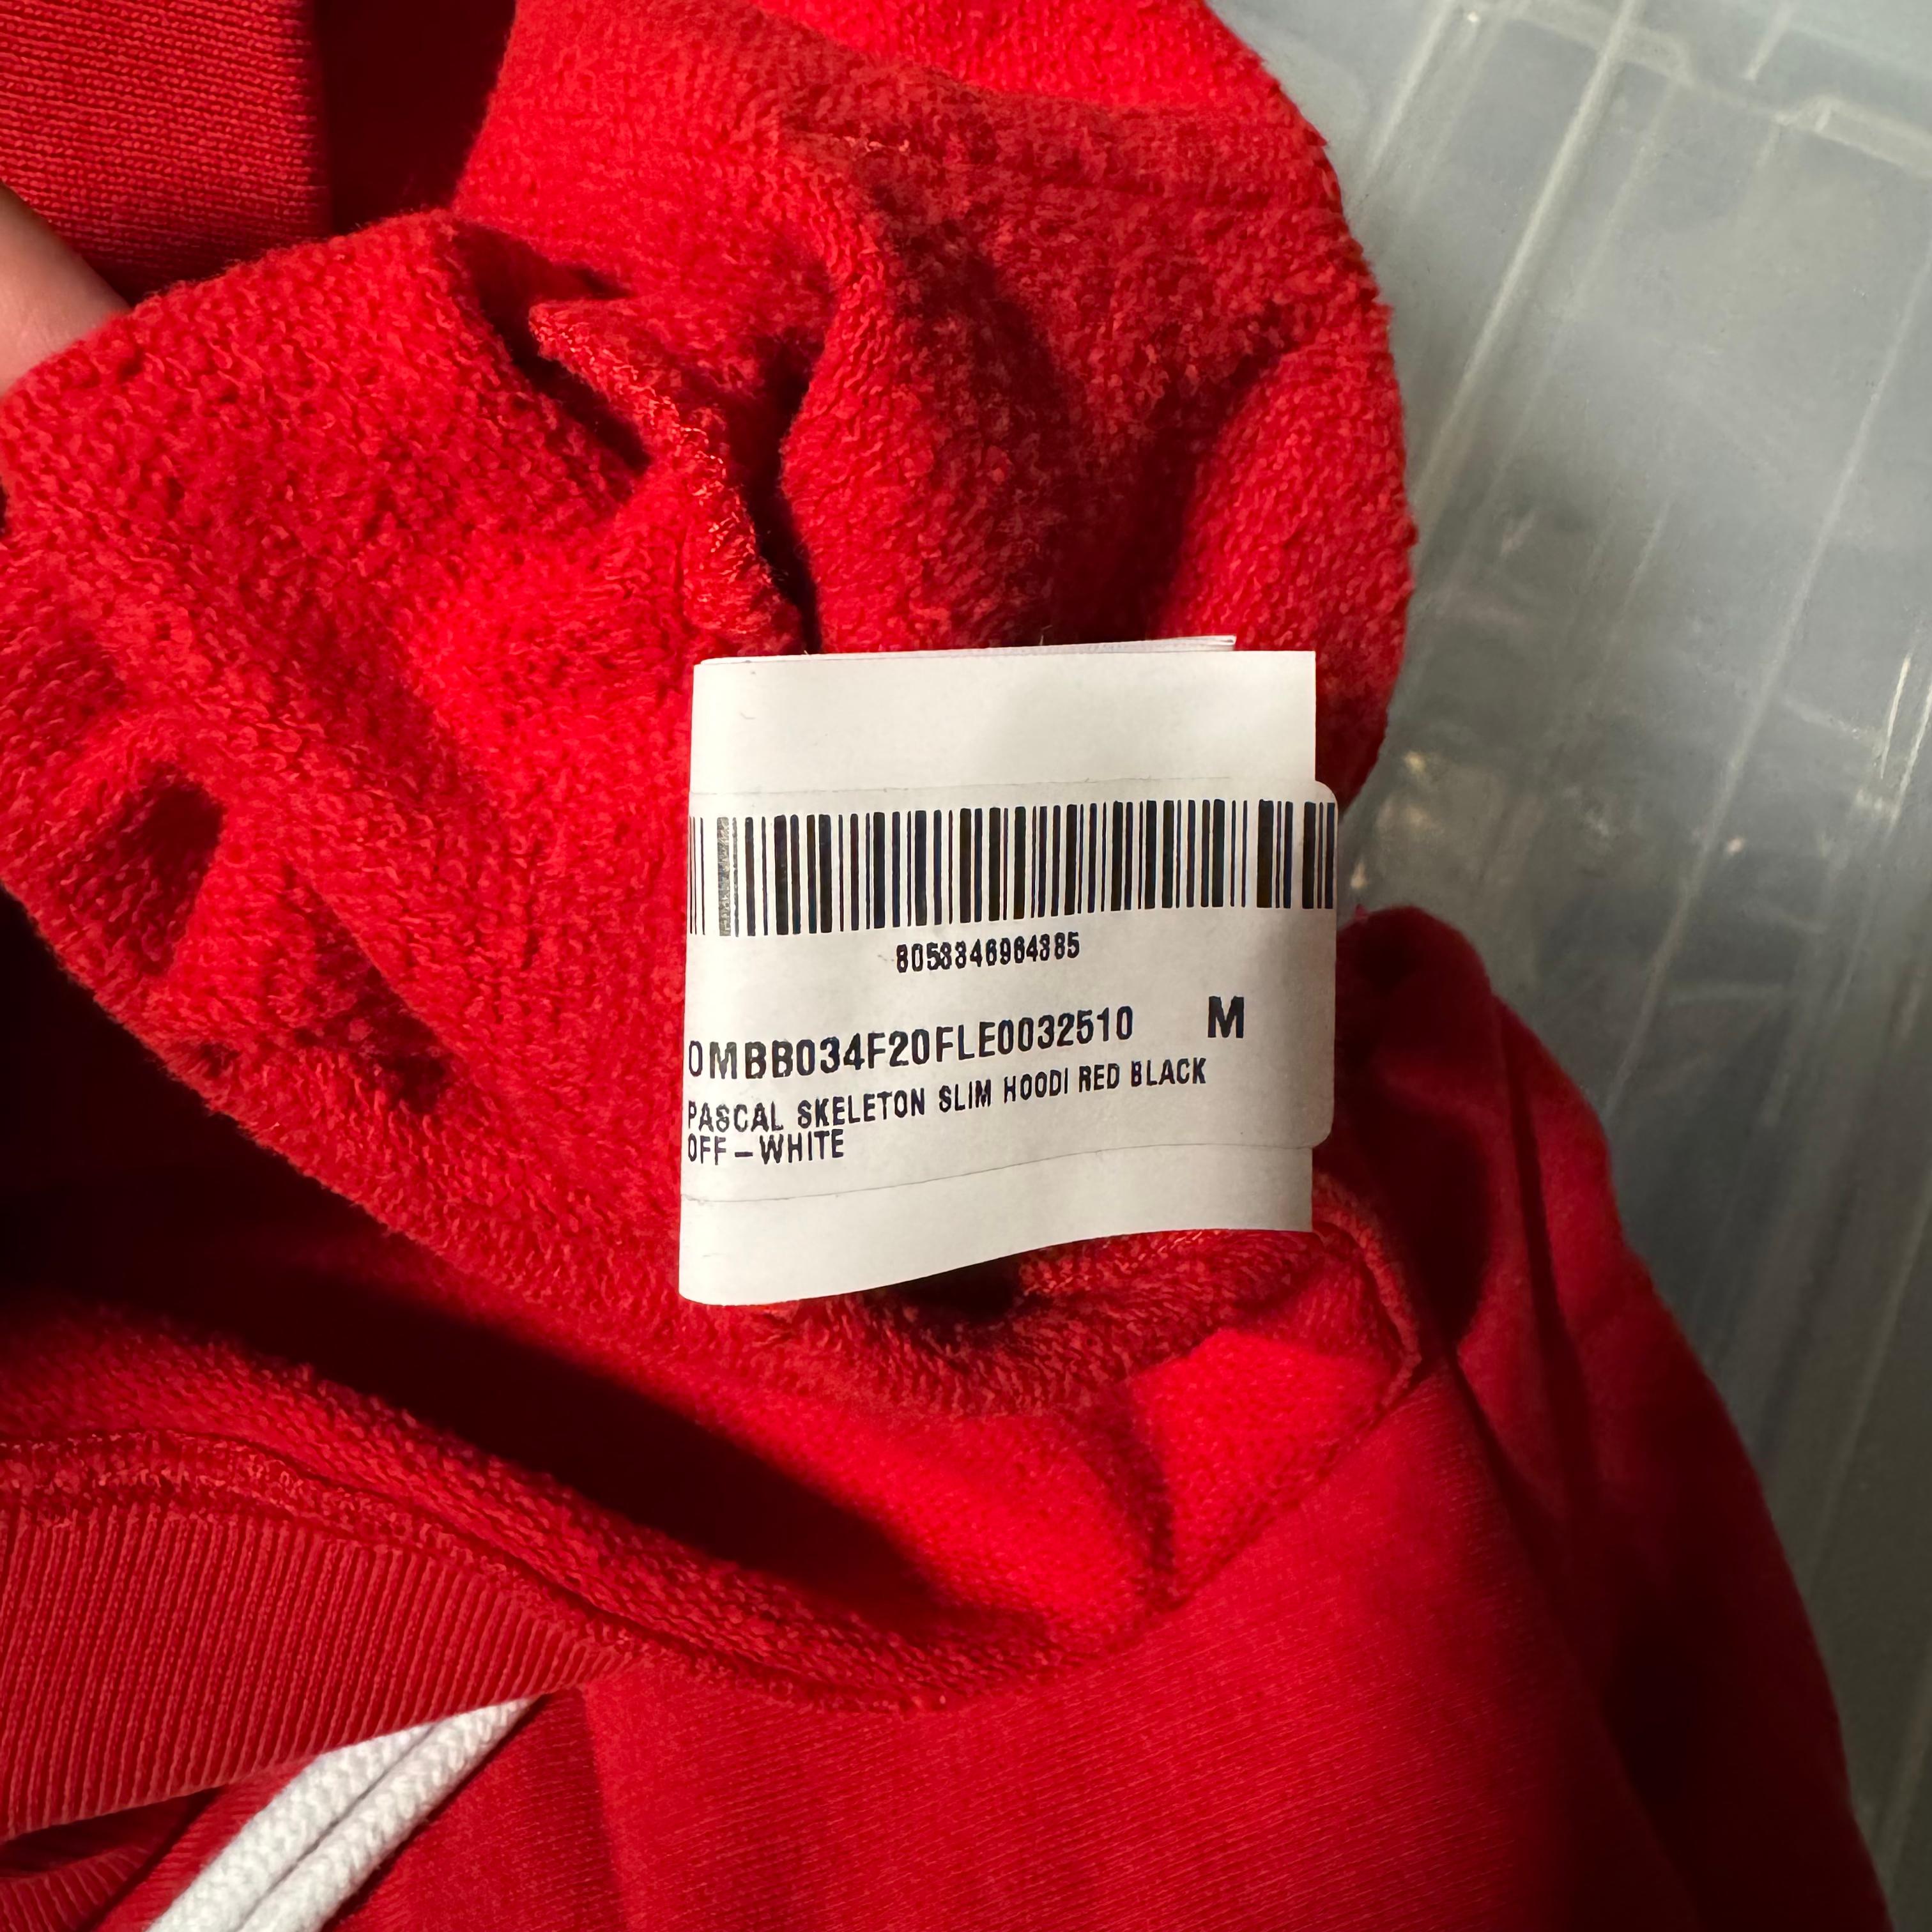 8053346964385
OMBB034F20FLE0032510 M
PASCAL SKELETON SLIM HOODI RED BLACK
OFF-WHITE